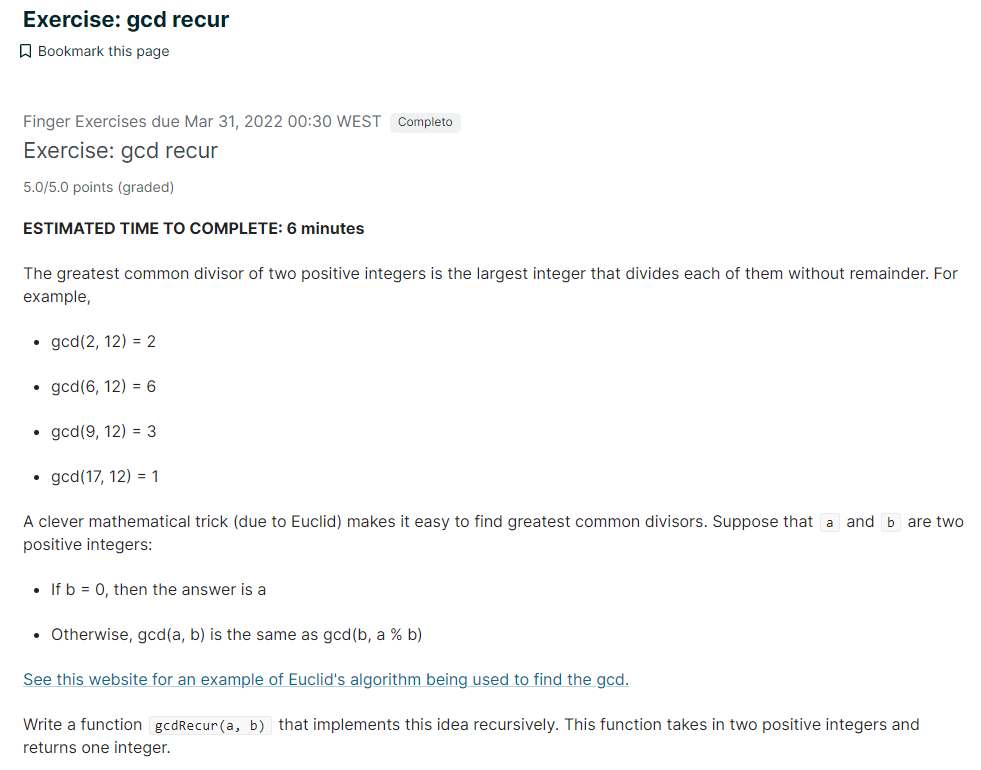 Exercise: gcd recur
Bookmark this page
Finger Exercises due Mar 31, 2022 00:30 WEST Completo
Exercise: gcd recur
5.0/5.0 points (graded)
ESTIMATED TIME TO COMPLETE: 6 minutes
The greatest common divisor of two positive integers is the largest integer that divides each of them without remainder. For
example,
• gcd(2, 12) = 2
• gcd(6, 12) = 6
• gcd(9, 12) = 3
• gcd(17, 12) = 1
A clever mathematical trick (due to Euclid) makes it easy to find greatest common divisors. Suppose that a and b are two
positive integers:
• If b = 0, then the answer is a
• Otherwise, gcd(a, b) is the same as gcd(b, a % b)
See this website for an example of Euclid's algorithm being used to find the gcd.
Write a function gcdRecur(a, b) that implements this idea recursively. This function takes in two positive integers and
returns one integer.